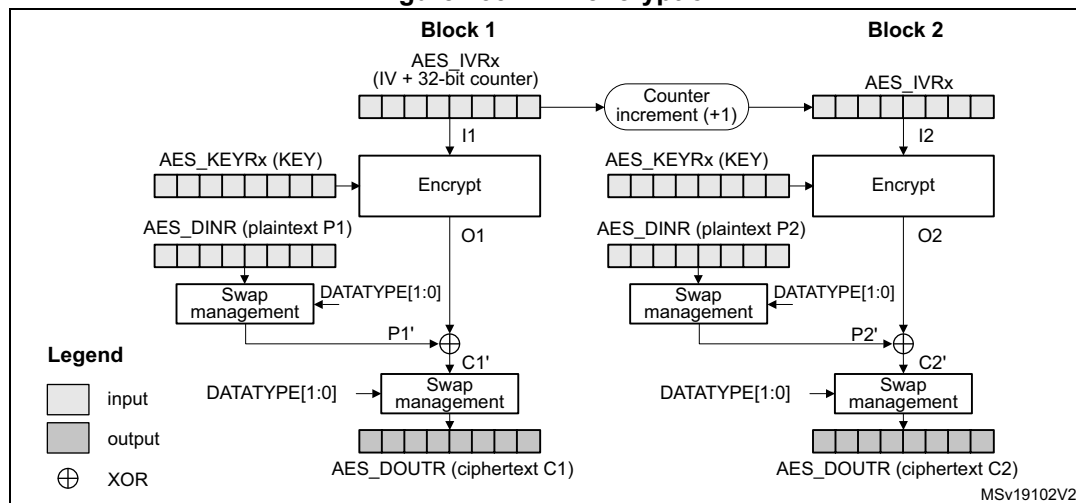 Block 1
Block 2
AES_IVRx
(IV + 32-bit counter)
Counter
increment (+1)
AES_IVRx
I1
I2
AES_KEYRx (KEY)
Encrypt
AES_KEYRx (KEY)
Encrypt
AES_DINR (plaintext P1)
O1
AES_DINR (plaintext P2)
O2
Swap
management
DATATYPE[1:0]
Swap
management
DATATYPE[1:0]
P1'
P2'
C1'
C2'
Legend
input
output
XOR
DATATYPE[1:0]
Swap
management
DATATYPE[1:0]
Swap
management
AES_DOUTR (ciphertext C1)
AES_DOUTR (ciphertext C2)
MSv19102V2